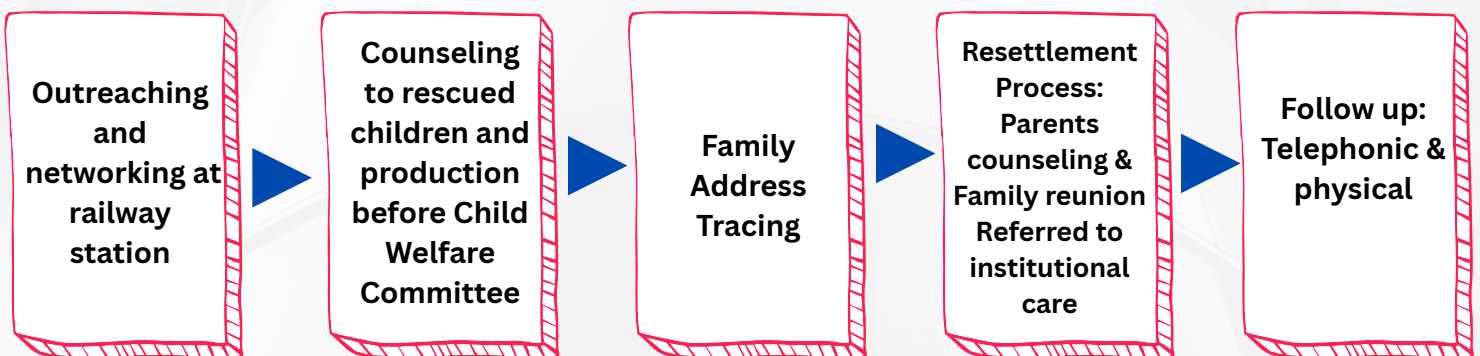 Outreaching
and
networking at
railway
station
Counseling
to rescued
children and
production
before Child
Welfare
Committee
Family
Address
Tracing
Resettlement
Process:
Parents
counseling &
Family reunion
Referred to
institutional
care
Follow up:
Telephonic &
physical